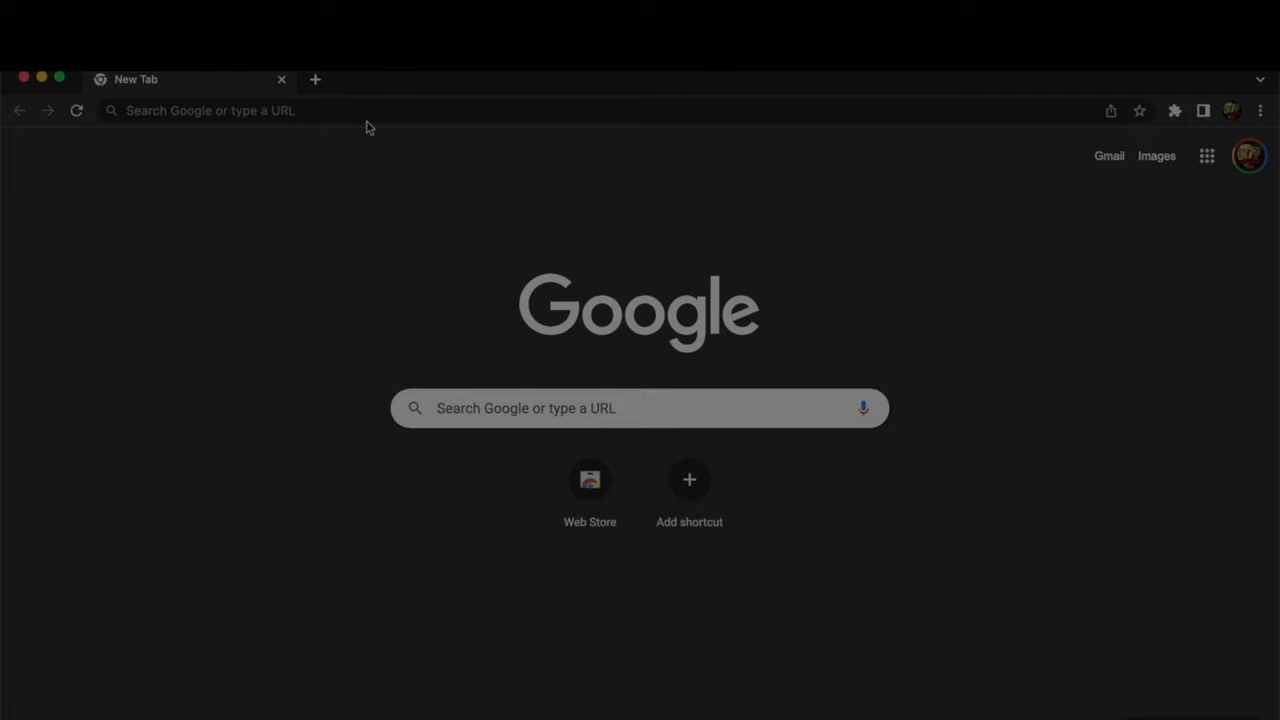 New Tab
Search Google or type a URL
Gmail Images
Google
Search Google or type a URL
Web Store Add shortcut